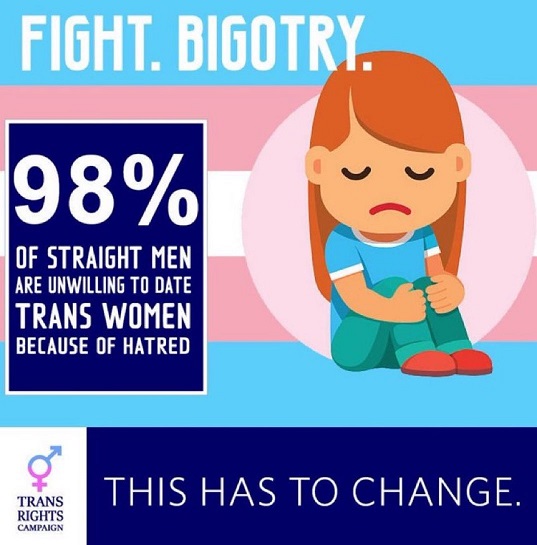 FIGHT. BIGOTRY.
98%
OF STRAIGHT MEN
ARE UNWILLING TO DATE
TRANS WOMEN
BECAUSE OF HATRED
TRANS
RIGHTS
CAMPAIGN
THIS HAS TO CHANGE.